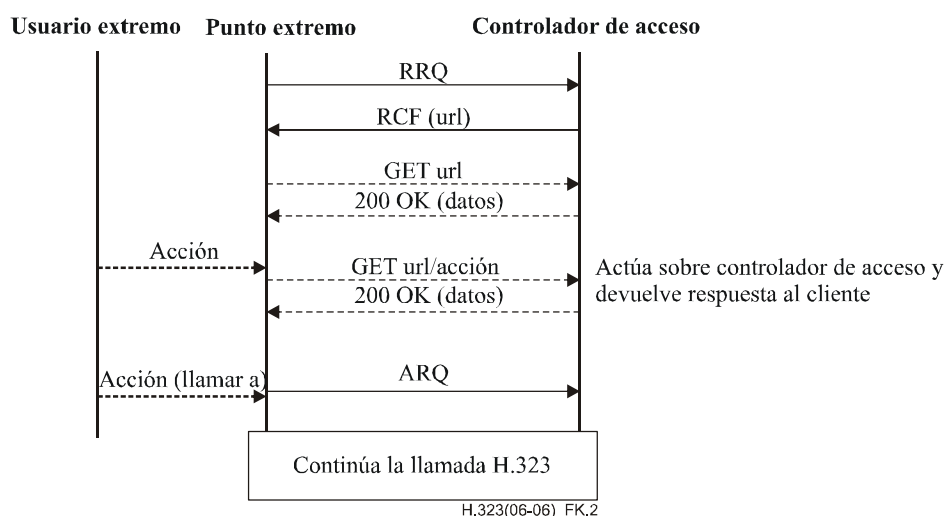 Usuario extremo Punto extremo Controlador de acceso
RRQ
RCF (url)
GET url
200 OK (datos)
Acción
GET url/acción
200 OK (datos)
Actúa sobre controlador de acceso y
devuelve respuesta al cliente
Acción (llamar a)
ARQ
Continúa la llamada H.323
H.323(06-06)_FK.2